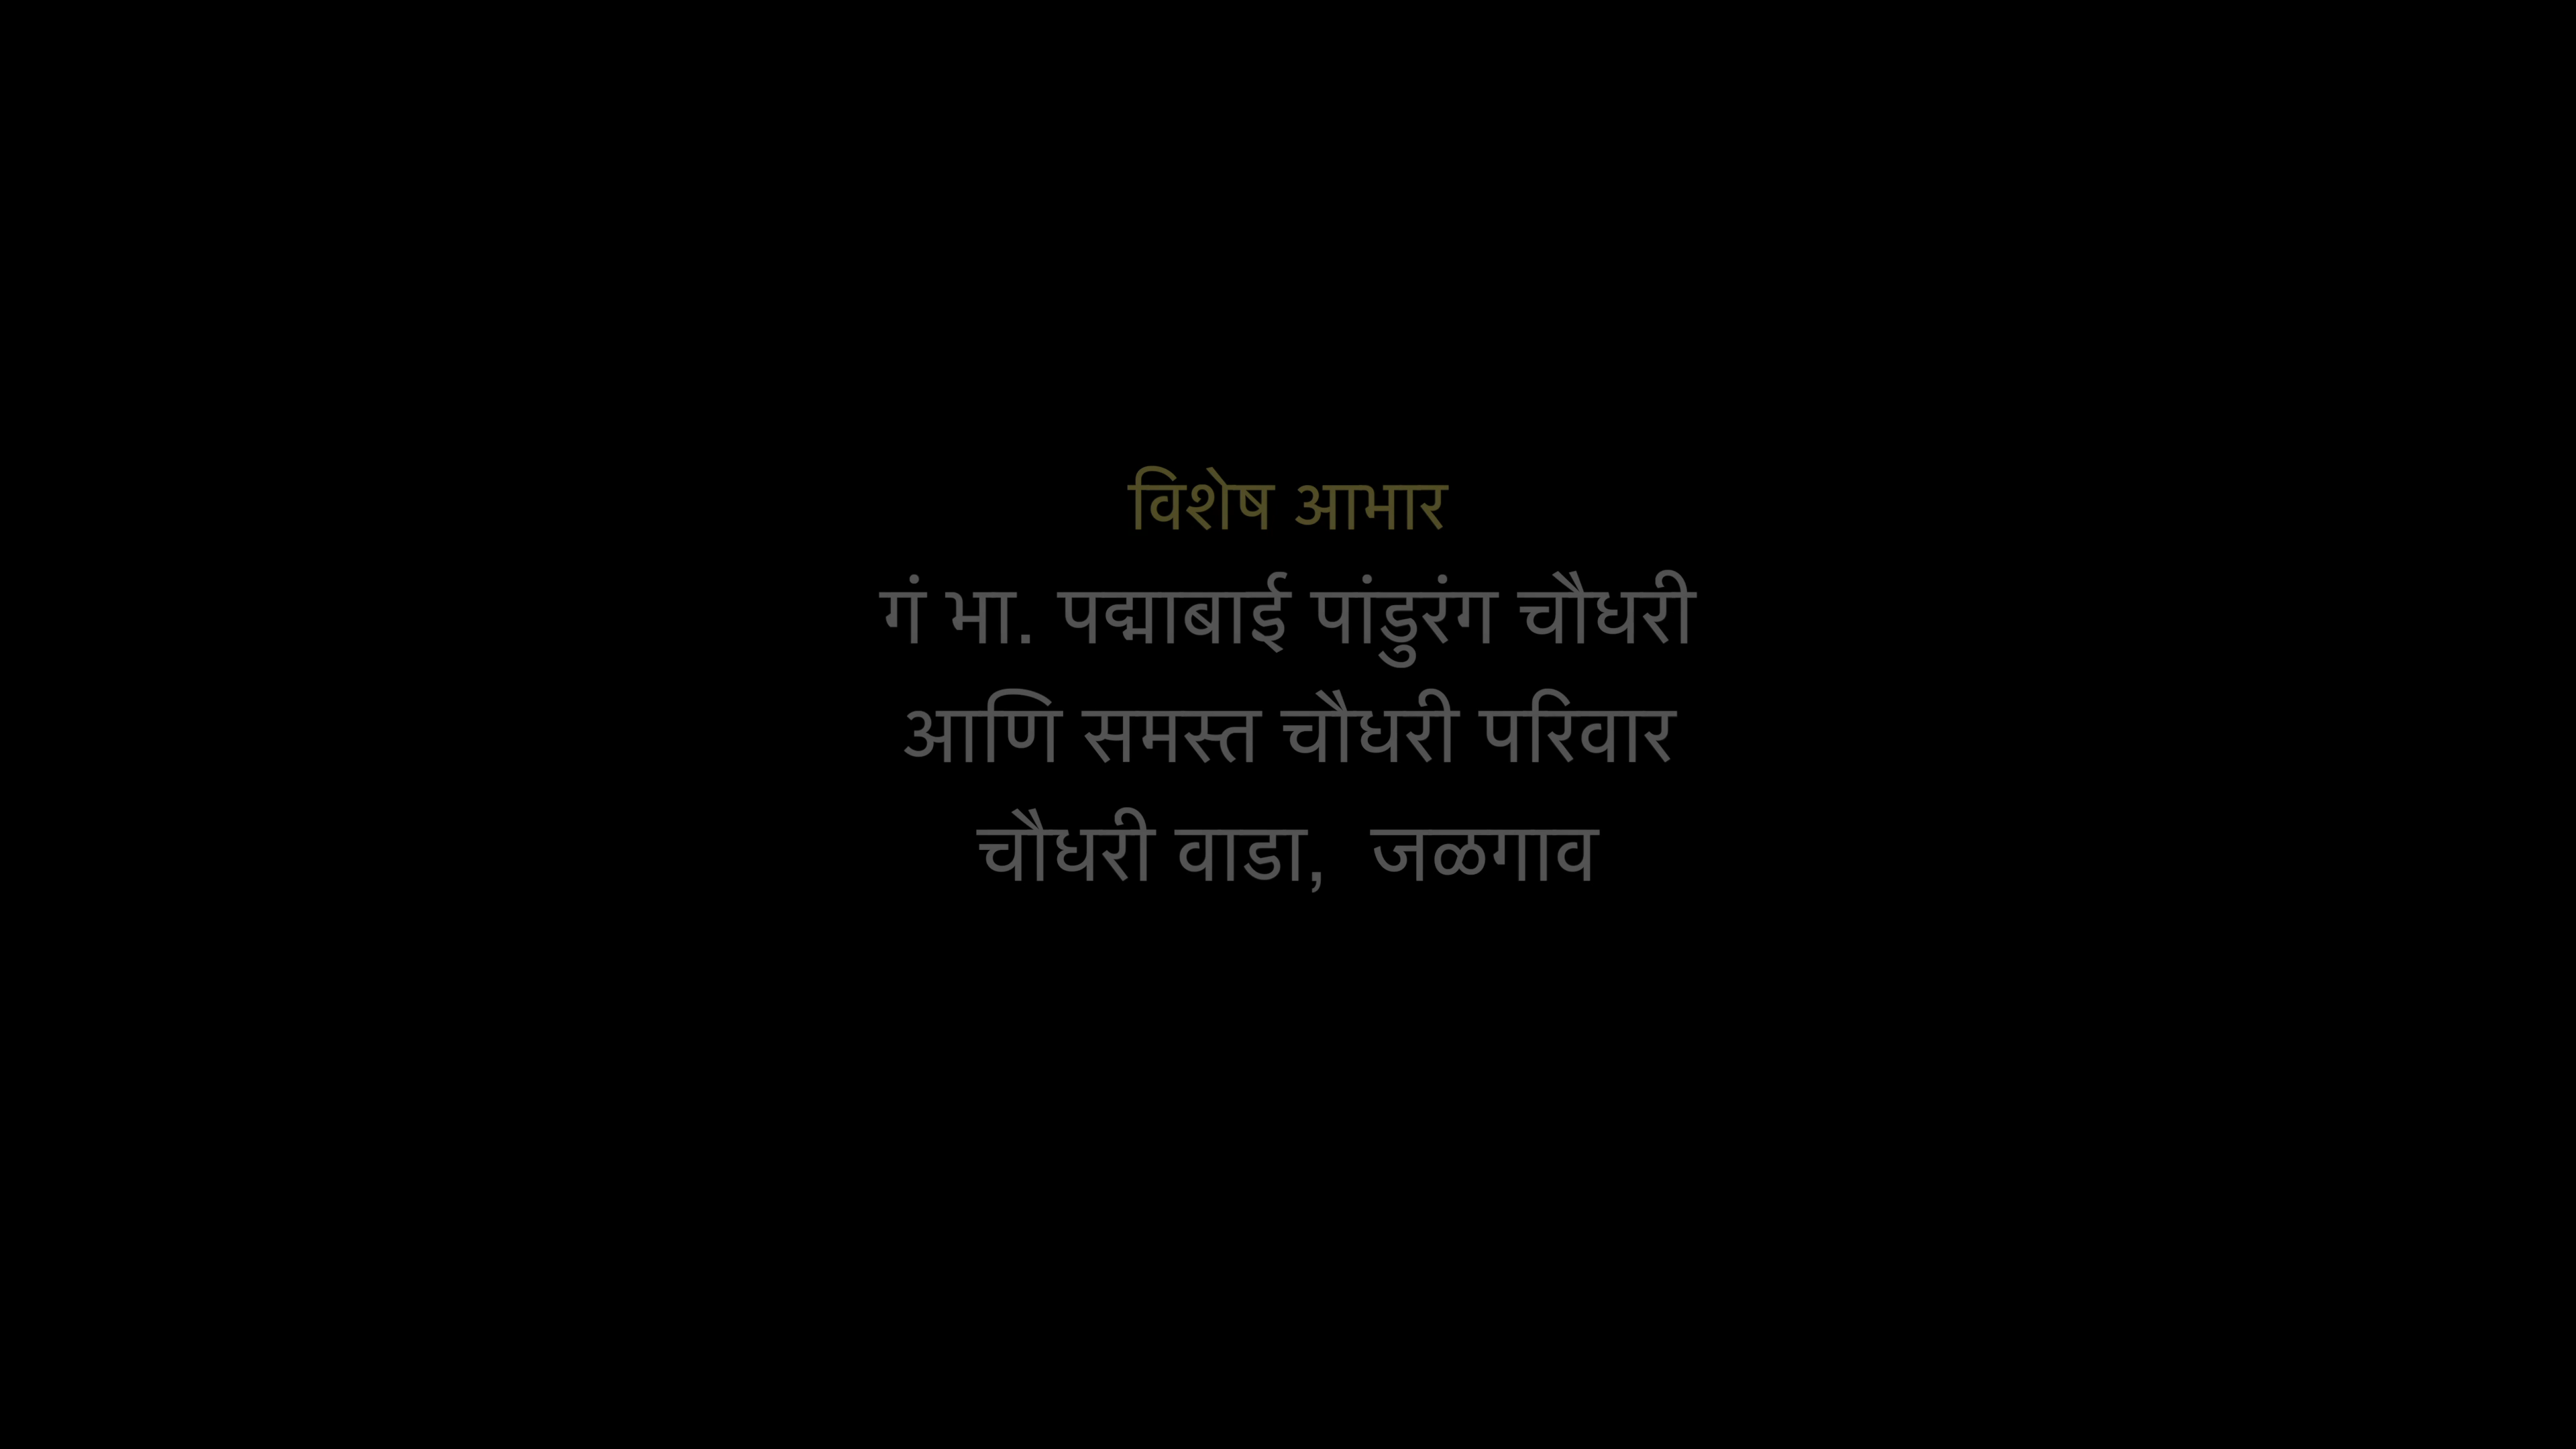 विशेष आभार
गं भा. पद्माबाई पांडुरंग चौधरी
आणि समस्त चौधरी परिवार
चौधरी वाडा,  जळगाव